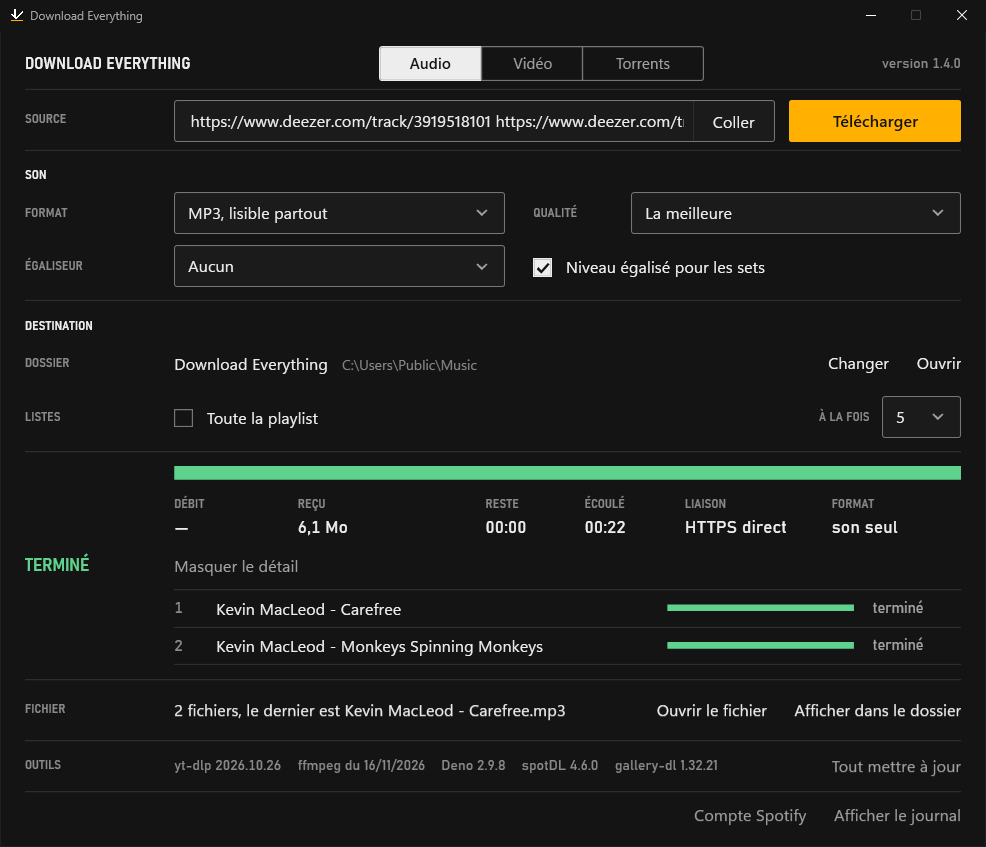 Download Everything
DOWNLOAD EVERYTHING
Audio
Vidéo
Torrents
version 1.4.0
SOURCE
https://www.deezer.com/track/3919518101 https://www.deezer.com/t
Coller
Télécharger
SON
FORMAT
MP3, lisible partout
QUALITÉ
La meilleure
ÉGALISEUR
Aucun
Niveau égalisé pour les sets
DESTINATION
DOSSIER
Download Everything C:\Users\Public\Music
Changer
Ouvrir
LISTES
Toute la playlist
À LA FOIS
5
DÉBIT REÇU RESTE ÉCOULÉ LIAISON FORMAT
— 6,1 Mo 00:00 00:22 HTTPS direct son seul
TERMINÉ
Masquer le détail
1 Kevin MacLeod - Carefree terminé
2 Kevin MacLeod - Monkeys Spinning Monkeys terminé
FICHIER
2 fichiers, le dernier est Kevin MacLeod - Carefree.mp3
Ouvrir le fichier
Afficher dans le dossier
OUTILS
yt-dlp 2026.10.26 ffmpeg du 16/11/2026 Deno 2.9.8 spotDL 4.6.0 gallery-dl 1.32.21
Tout mettre à jour
Compte Spotify
Afficher le journal